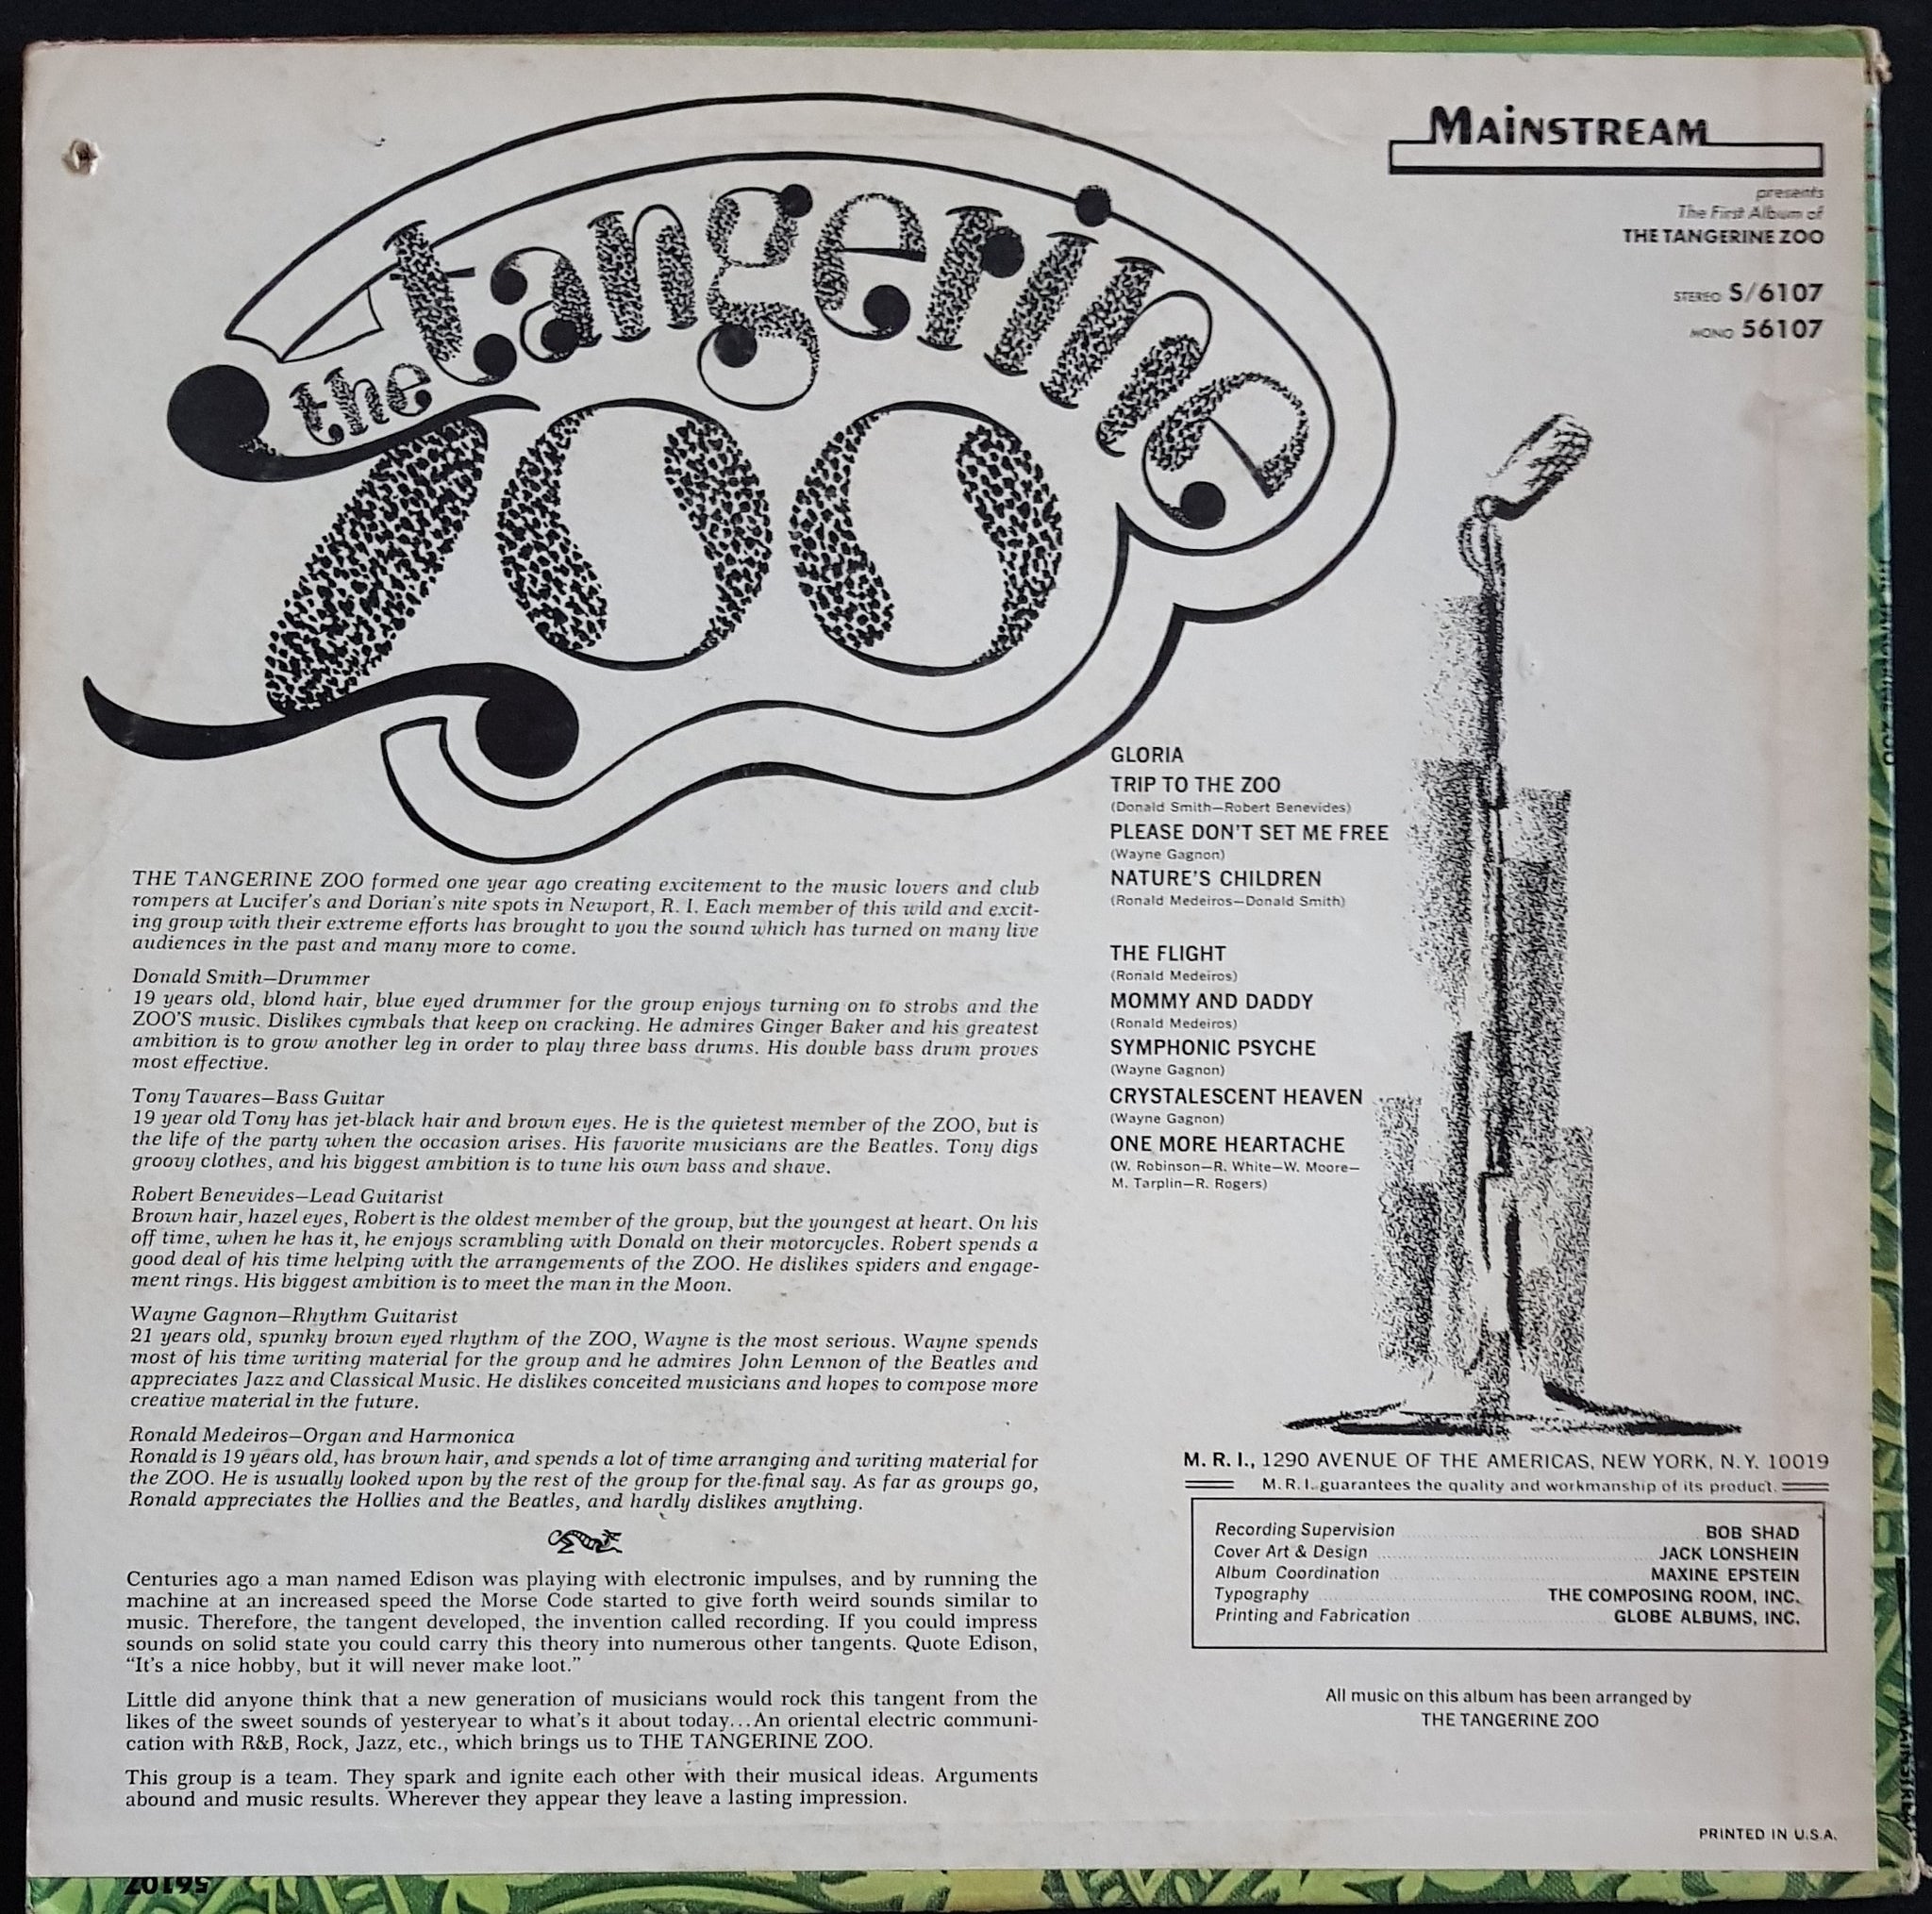 the tangerine
zoo
MAINSTREAM
presents
The First Album of
THE TANGERINE ZOO
STEREO S/6107
MONO 56107
GLORIA
TRIP TO THE ZOO
(Donald Smith—Robert Benevides)
PLEASE DON'T SET ME FREE
(Wayne Gagnon)
NATURE'S CHILDREN
(Ronald Medeiros—Donald Smith)
THE FLIGHT
(Ronald Medeiros)
MOMMY AND DADDY
(Ronald Medeiros)
SYMPHONIC PSYCHE
(Wayne Gagnon)
CRYSTALESCENT HEAVEN
(Wayne Gagnon)
ONE MORE HEARTACHE
(W. Robinson—R. White—W. Moore—
M. Tarplin—R. Rogers)
THE TANGERINE ZOO formed one year ago creating excitement to the music lovers and club
rompers at Lucifer's and Dorian's nite spots in Newport, R. I. Each member of this wild and excit-
ing group with their extreme efforts has brought to you the sound which has turned on many live
audiences in the past and many more to come.
Donald Smith—Drummer
19 years old, blond hair, blue eyed drummer for the group enjoys turning on to strobs and the
ZOO'S music. Dislikes cymbals that keep on cracking. He admires Ginger Baker and his greatest
ambition is to grow another leg in order to play three bass drums. His double bass drum proves
most effective.
Tony Tavares—Bass Guitar
19 year old Tony has jet-black hair and brown eyes. He is the quietest member of the ZOO, but is
the life of the party when the occasion arises. His favorite musicians are the Beatles. Tony digs
groovy clothes, and his biggest ambition is to tune his own bass and shave.
Robert Benevides—Lead Guitarist
Brown hair, hazel eyes, Robert is the oldest member of the group, but the youngest at heart. On his
off time, when he has it, he enjoys scrambling with Donald on their motorcycles. Robert spends a
good deal of his time helping with the arrangements of the ZOO. He dislikes spiders and engage-
ment rings. His biggest ambition is to meet the man in the Moon.
Wayne Gagnon—Rhythm Guitarist
21 years old, spunky brown eyed rhythm of the ZOO, Wayne is the most serious. Wayne spends
most of his time writing material for the group and he admires John Lennon of the Beatles and
appreciates Jazz and Classical Music. He dislikes conceited musicians and hopes to compose more
creative material in the future.
Ronald Medeiros—Organ and Harmonica
Ronald is 19 years old, has brown hair, and spends a lot of time arranging and writing material for
the ZOO. He is usually looked upon by the rest of the group for the final say. As far as groups go,
Ronald appreciates the Hollies and the Beatles, and hardly dislikes anything.
Centuries ago a man named Edison was playing with electronic impulses, and by running the
machine at an increased speed the Morse Code started to give forth weird sounds similar to
music. Therefore, the tangent developed, the invention called recording. If you could impress
sounds on solid state you could carry this theory into numerous other tangents. Quote Edison,
“It's a nice hobby, but it will never make loot.”
Little did anyone think that a new generation of musicians would rock this tangent from the
likes of the sweet sounds of yesteryear to what's it about today...An oriental electric communi-
cation with R&B, Rock, Jazz, etc., which brings us to THE TANGERINE ZOO.
This group is a team. They spark and ignite each other with their musical ideas. Arguments
abound and music results. Wherever they appear they leave a lasting impression.
M. R. I., 1290 AVENUE OF THE AMERICAS, NEW YORK, N. Y. 10019
M. R. I. guarantees the quality and workmanship of its product.
Recording Supervision BOB SHAD
Cover Art & Design JACK LONSHEIN
Album Coordination MAXINE EPSTEIN
Typography THE COMPOSING ROOM, INC.
Printing and Fabrication GLOBE ALBUMS, INC.
All music on this album has been arranged by
THE TANGERINE ZOO
PRINTED IN U.S.A.
56107